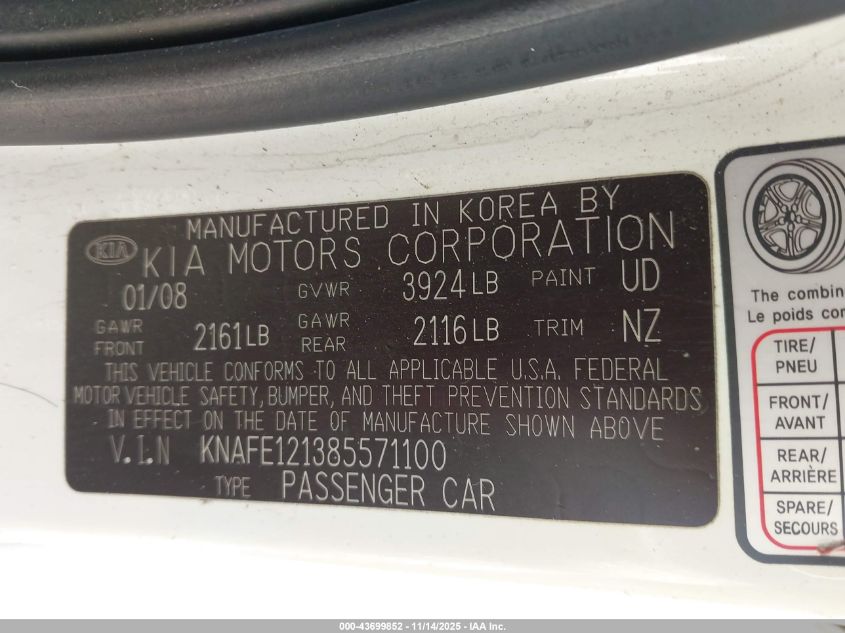 MANUFACTURED IN KOREA BY
KIA KIA MOTORS CORPORATION
01/08 GVWR 3924LB PAINT UD
GAWR FRONT 2161LB GAWR REAR 2116LB TRIM NZ
THIS VEHICLE CONFORMS TO ALL APPLICABLE U.S.A. FEDERAL
MOTOR VEHICLE SAFETY, BUMPER, AND THEFT PREVENTION STANDARDS
IN EFFECT ON THE DATE OF MANUFACTURE SHOWN ABOVE
V.I.N KNAFE121385571100
TYPE PASSENGER CAR
The combin
Le poids con
TIRE/
PNEU
FRONT/
AVANT
REAR/
ARRIÈRE
SPARE/
SECOURS
000-43699852 - 11/14/2025 - IAA Inc.